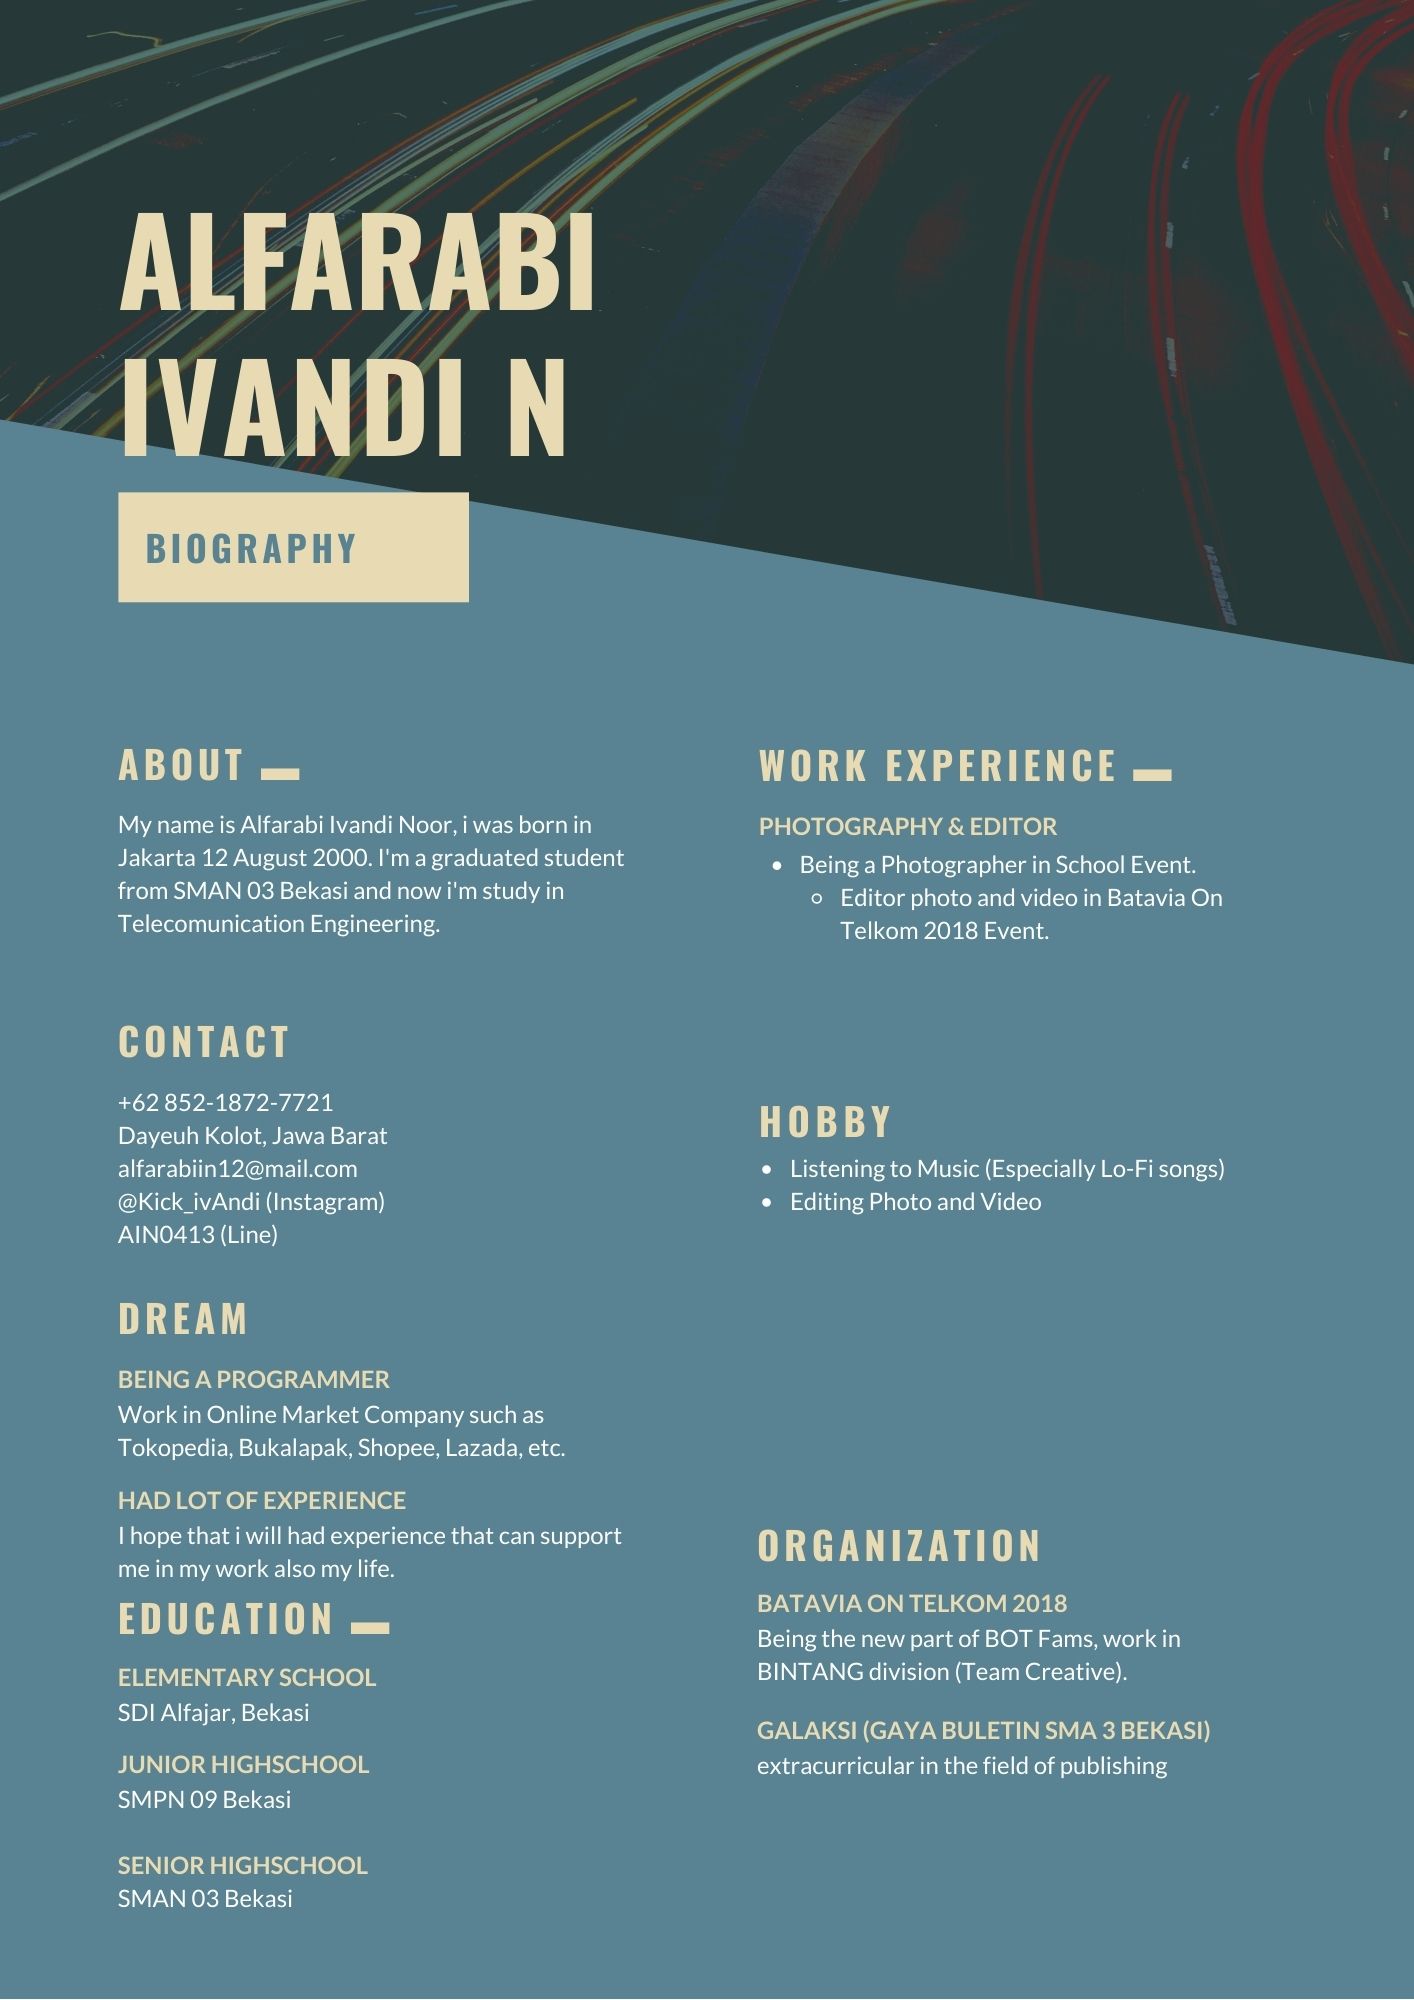 ALFARABI
IVANDI N
BIOGRAPHY
ABOUT
My name is Alfarabi Ivandi Noor, i was born in
Jakarta 12 August 2000. I'm a graduated student
from SMAN 03 Bekasi and now i'm study in
Telecomunication Engineering.
CONTACT
+62 852-1872-7721
Dayeuh Kolot, Jawa Barat
alfarabiin12@mail.com
@Kick_ivAndi (Instagram)
AIN0413 (Line)
DREAM
BEING A PROGRAMMER
Work in Online Market Company such as
Tokopedia, Bukalapak, Shopee, Lazada, etc.
HAD LOT OF EXPERIENCE
I hope that i will had experience that can support
me in my work also my life.
EDUCATION
ELEMENTARY SCHOOL
SDI Alfajar, Bekasi
JUNIOR HIGHSCHOOL
SMPN 09 Bekasi
SENIOR HIGHSCHOOL
SMAN 03 Bekasi
WORK EXPERIENCE
PHOTOGRAPHY & EDITOR
• Being a Photographer in School Event.
◦ Editor photo and video in Batavia On
Telkom 2018 Event.
HOBBY
• Listening to Music (Especially Lo-Fi songs)
• Editing Photo and Video
ORGANIZATION
BATAVIA ON TELKOM 2018
Being the new part of BOT Fams, work in
BINTANG division (Team Creative).
GALAKSI (GAYA BULETIN SMA 3 BEKASI)
extracurricular in the field of publishing